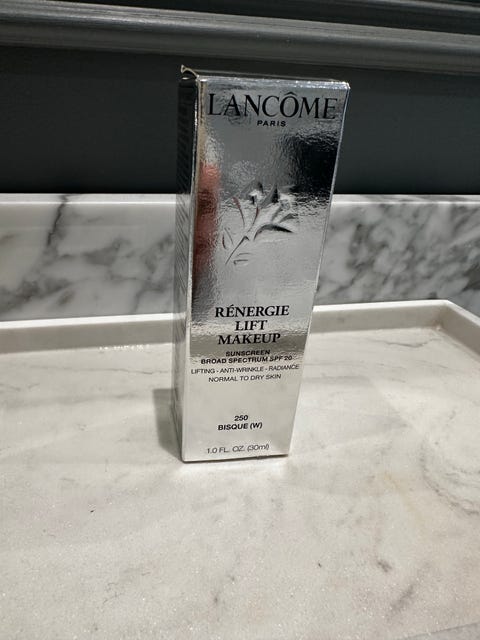 LANCÔME
PARIS
RÉNERGIE
LIFT
MAKEUP
SUNSCREEN
BROAD SPECTRUM SPF 20
LIFTING - ANTI-WRINKLE - RADIANCE
NORMAL TO DRY SKIN
250
BISQUE (W)
1.0 FL. OZ. (30ml)